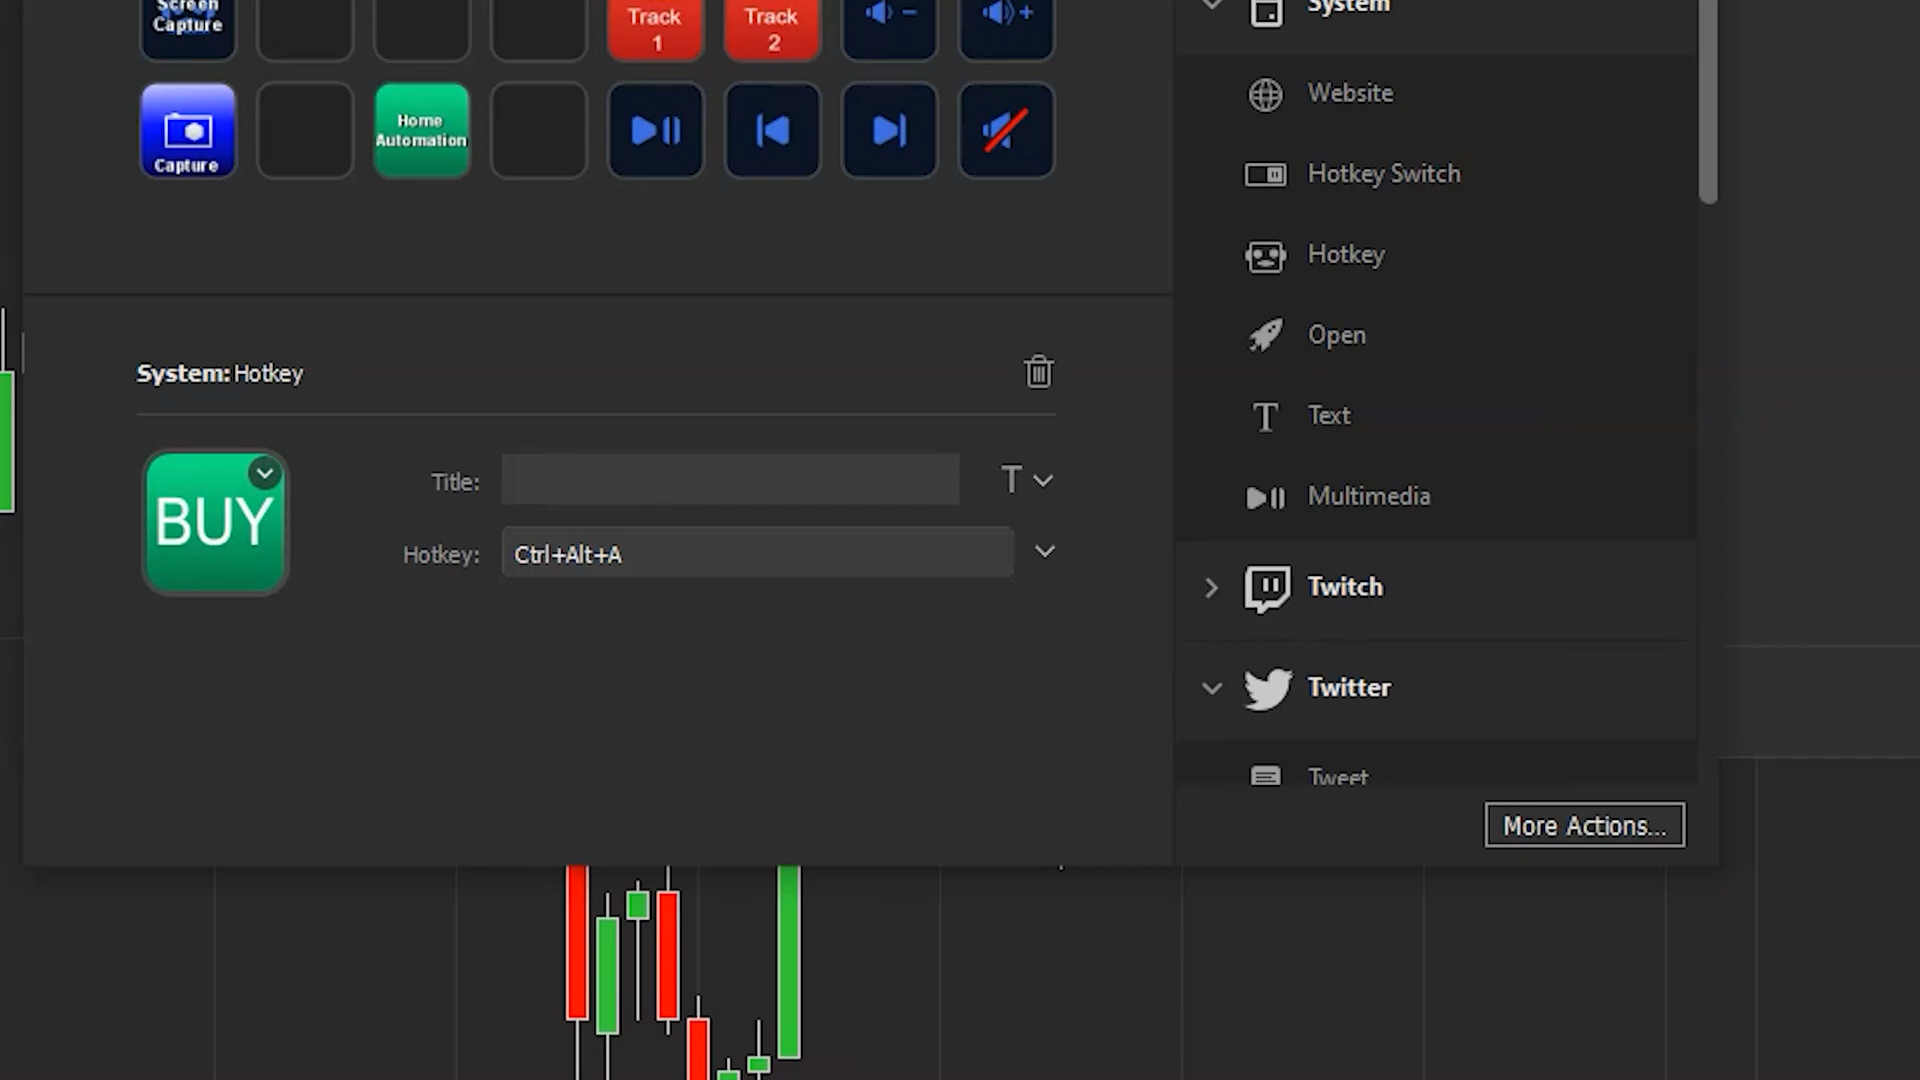 Screen
Capture
Track
1
Track
2
Capture
Home
Automation
System: Hotkey
BUY
Title:
Hotkey: Ctrl+Alt+A
System
Website
Hotkey Switch
Hotkey
Open
Text
Multimedia
Twitch
Twitter
Tweet
More Actions...